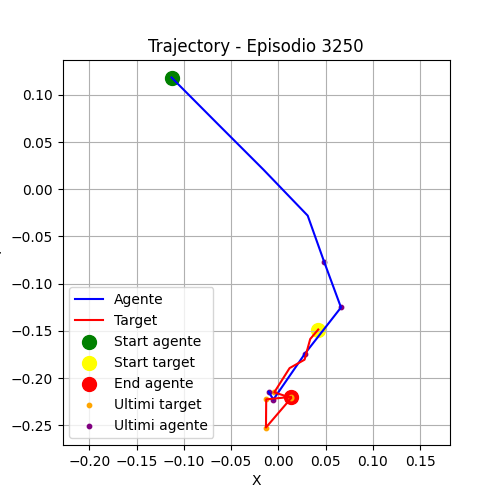 Trajectory - Episodio 3250
0.10
0.05
0.00
−0.05
−0.10
−0.15
−0.20
−0.25
Agente
Target
Start agente
Start target
End agente
Ultimi target
Ultimi agente
−0.20 −0.15 −0.10 −0.05 0.00 0.05 0.10 0.15
X